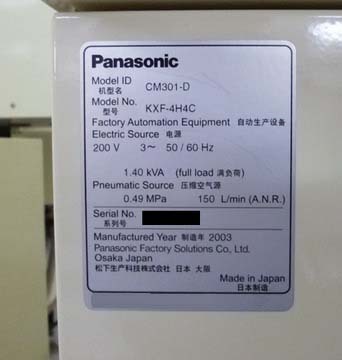 Panasonic
Model ID CM301-D
机型名
Model No. KXF-4H4C
型号
Factory Automation Equipment 自动生产设备
Electric Source 电源
200 V 3～ 50 / 60 Hz
1.40 kVA (full load 满负荷)
Pneumatic Source 压缩空气源
0.49 MPa 150 L/min (A.N.R.)
Serial No.
系列号
Manufactured Year 制造年 2003
Panasonic Factory Solutions Co., Ltd.
Osaka Japan
松下生产科技株式会社 日本 大阪
Made in Japan
日本制造